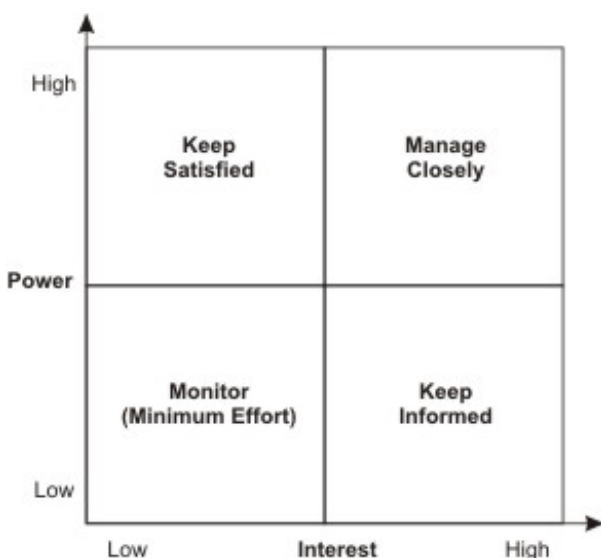 High
Keep
Satisfied
Manage
Closely
Power
Monitor
(Minimum Effort)
Keep
Informed
Low
Low
Interest
High